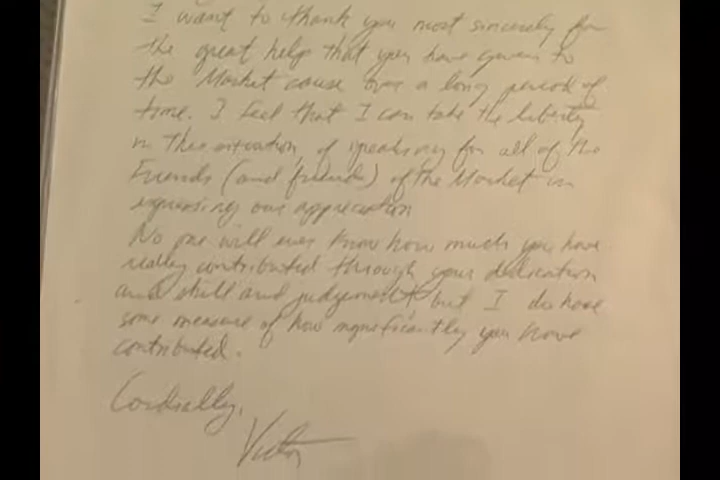 I want to thank you most sincerely for
the great help that you have given to
the Market cause over a long period of
time. I feel that I can take the liberty
in this situation of speaking for all of the
Friends (and friends) of the Market in
expressing our appreciation
No one will ever know how much you have
really contributed through your dedication
and skill and judgement but I do have
some measure of how significantly you have
contributed.
Cordially,
Victor